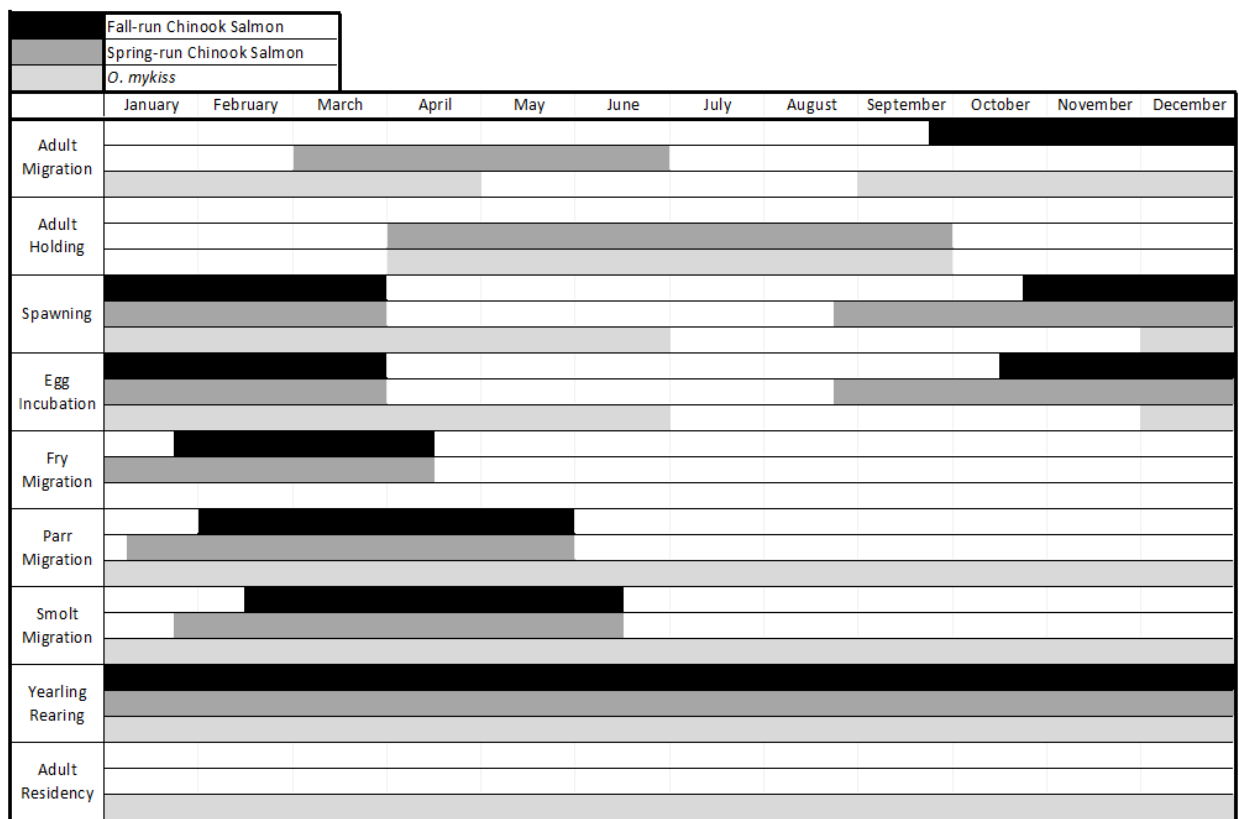 Fall-run Chinook Salmon
Spring-run Chinook Salmon
O. mykiss
January February March April May June July August September October November December
Adult
Migration
Adult
Holding
Spawning
Egg
Incubation
Fry
Migration
Parr
Migration
Smolt
Migration
Yearling
Rearing
Adult
Residency